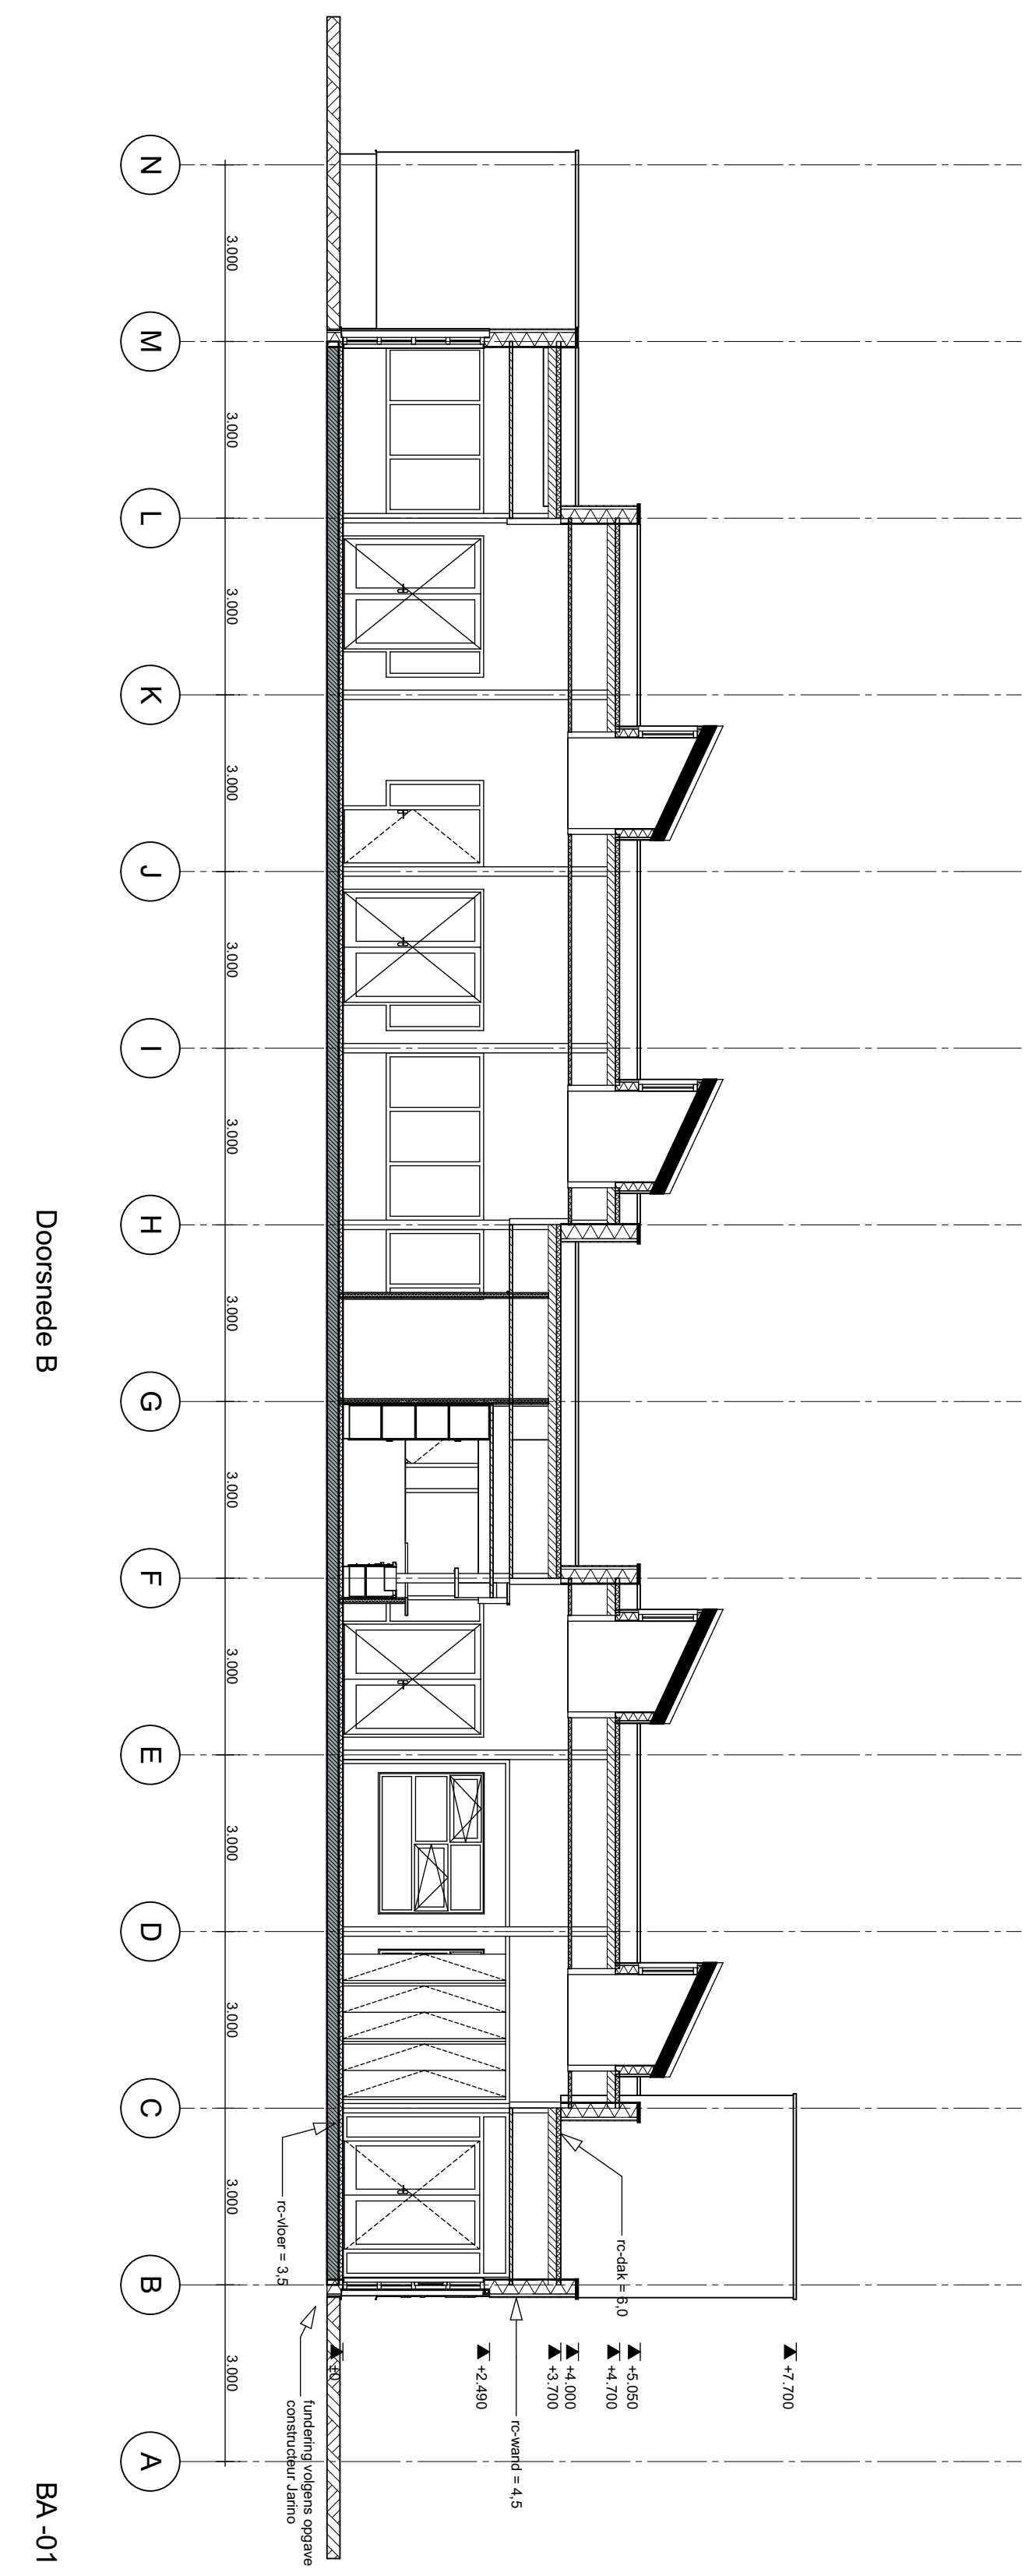 +7.700
+5.050
+4.700
+4.000
+3.700
+2.490
±0
rc-dak = 6,0
rc-wand = 4,5
rc-vloer = 3,5
fundering volgens opgave
constructeur Jarino
3.000
3.000
3.000
3.000
3.000
3.000
3.000
3.000
3.000
3.000
3.000
3.000
3.000
N
M
L
K
J
I
H
G
F
E
D
C
B
A
Doorsnede B
BA -01